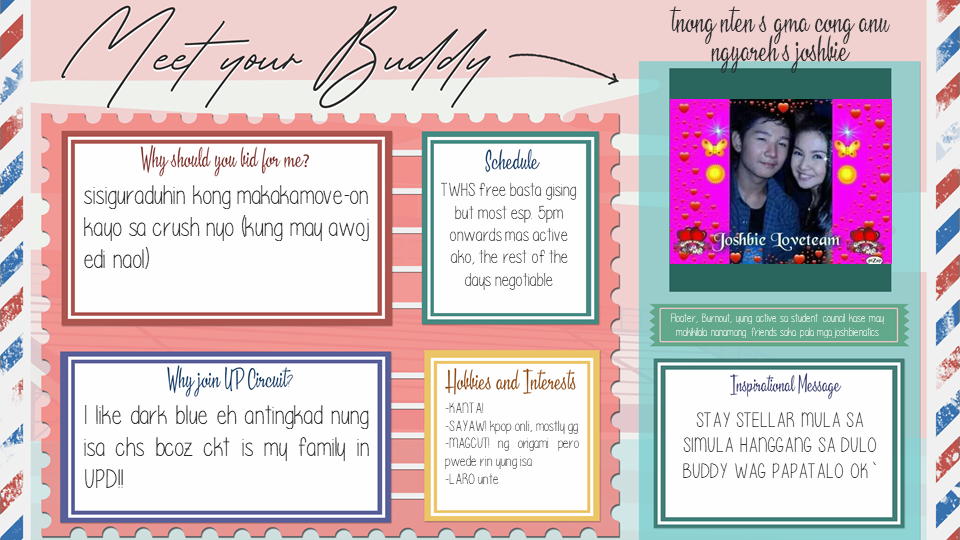 Meet your Buddy
tnong nten s gma cong anu
ngyareh s joshbie
Why should you bid for me?
sisiguraduhin kong makakamove-on
kayo sa crush nyo (kung may awoj
edi naol)
Schedule
TWHS free basta gising
but most esp. 5pm
onwards mas active
ako, the rest of the
days negotiable
Joshbie Loveteam
Floater, Burnout, yung active sa student counal kase may
makikilala nanamang friends saka pala mga joshbienatics
Why join UP Circuit?
I like dark blue eh antingkad nung
isa chs bcoz ckt is my family in
UPD!!
Hobbies and Interests
-KANTA!
-SAYAW! kpop onli, mostly gg
-MAGCUT! ng origami pero
pwede rin yung isa
-LARO unte
Inspirational Message
STAY STELLAR MULA SA
SIMULA HANGGANG SA DULO
BUDDY WAG PAPATALO OK`